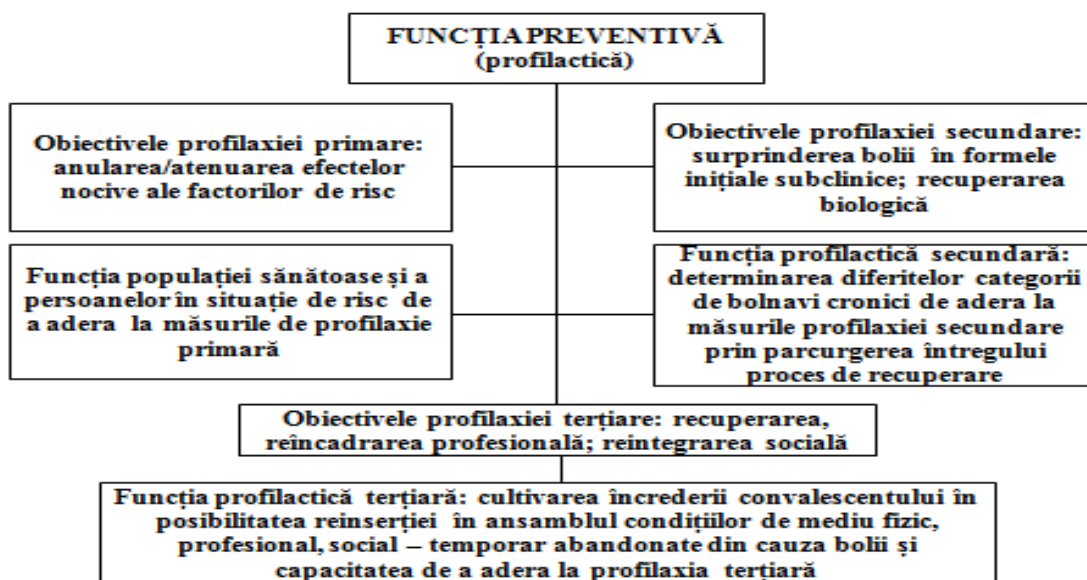 FUNCȚIA PREVENTIVĂ
(profilactică)
Obiectivele profilaxiei primare:
anularea/atenuarea efectelor
nocive ale factorilor de risc
Obiectivele profilaxiei secundare:
surprinderea bolii în formele
inițiale subclinice; recuperarea
biologică
Funcția populației sănătoase și a
persoanelor în situație de risc de
a adera la măsurile de profilaxie
primară
Funcția profilactică secundară:
determinarea diferitelor categorii
de bolnavi cronici de adera la
măsurile profilaxiei secundare
prin parcurgerea întregului
proces de recuperare
Obiectivele profilaxiei terțiare: recuperarea,
reîncadrarea profesională; reintegrarea socială
Funcția profilactică terțiară: cultivarea încrederii convalescentului în
posibilitatea reinserției în ansamblul condițiilor de mediu fizic,
profesional, social – temporar abandonate din cauza bolii și
capacitatea de a adera la profilaxia terțiară